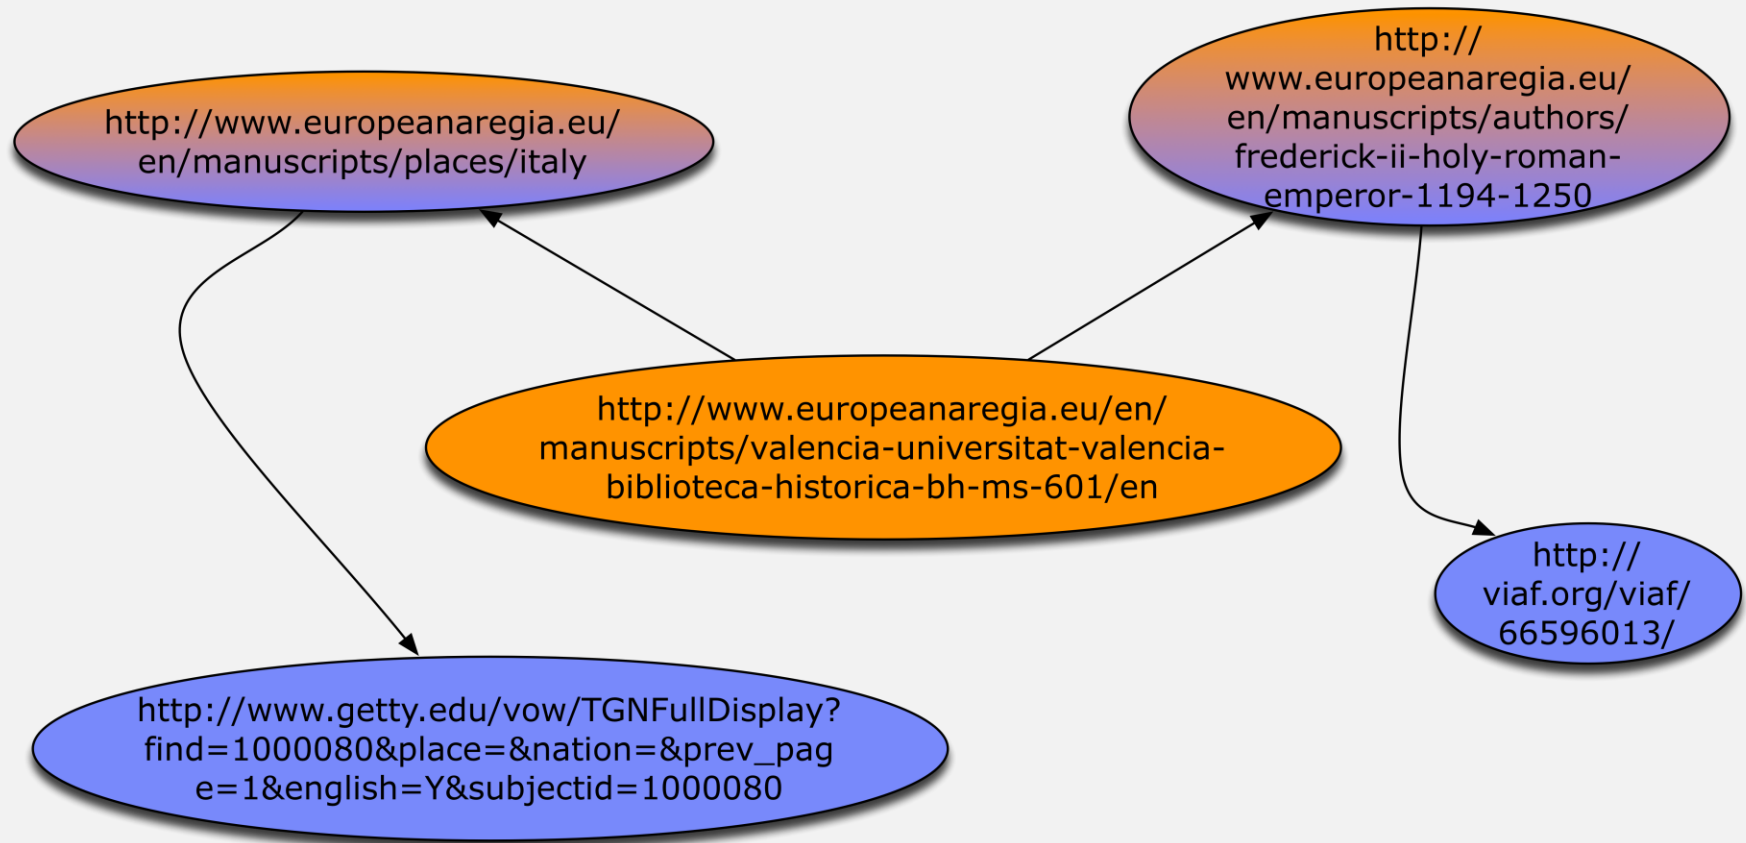 http://www.europeanaregia.eu/
en/manuscripts/places/italy
http://
www.europeanaregia.eu/
en/manuscripts/authors/
frederick-ii-holy-roman-
emperor-1194-1250
http://www.europeanaregia.eu/en/
manuscripts/valencia-universitat-valencia-
biblioteca-historica-bh-ms-601/en
http://
viaf.org/viaf/
66596013/
http://www.getty.edu/vow/TGNFullDisplay?
find=1000080&place=&nation=&prev_pag
e=1&english=Y&subjectid=1000080